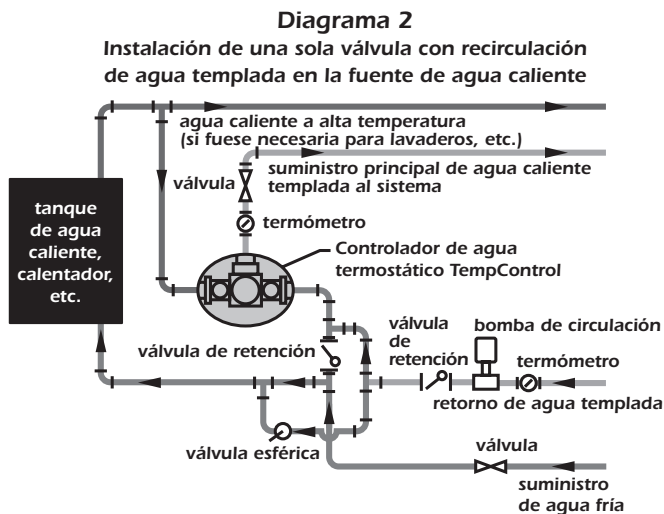 Diagrama 2
Instalación de una sola válvula con recirculación
de agua templada en la fuente de agua caliente
agua caliente a alta temperatura
(si fuese necesaria para lavaderos, etc.)
válvula
suministro principal de agua caliente
templada al sistema
tanque
de agua
caliente,
calentador,
etc.
termómetro
Controlador de agua
termostático TempControl
válvula de retención
válvula
de
retención
bomba de circulación
termómetro
retorno de agua templada
válvula esférica
válvula
suministro
de agua fría